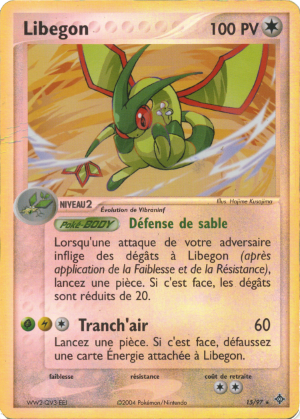 Libegon 100 PV
Illus. Hajime Kusajima
NIVEAU2 Évolution de Vibraninf
Poké-BODY Défense de sable
Lorsqu'une attaque de votre adversaire
inflige des dégâts à Libegon (après
application de la Faiblesse et de la Résistance),
lancez une pièce. Si c'est face, les dégâts
sont réduits de 20.
Tranch'air 60
Lancez une pièce. Si c'est face, défaussez
une carte Énergie attachée à Libegon.
faiblesse résistance coût de retraite
©2004 Pokémon/Nintendo 15/97 ★